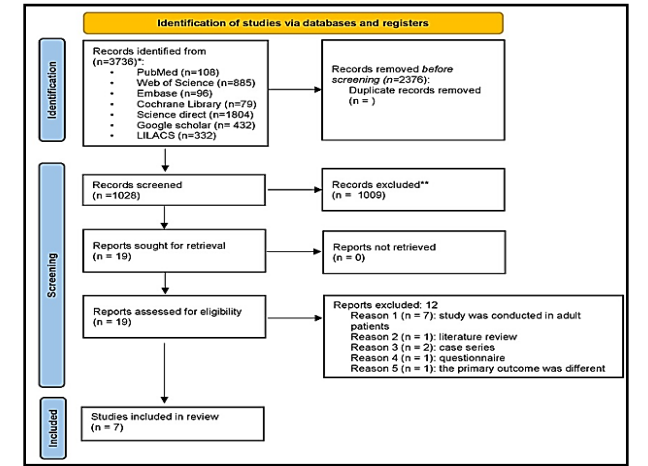 Identification of studies via databases and registers
Identification
Records identified from
(n=3736)*:
• PubMed (n=108)
• Web of Science (n=885)
• Embase (n=96)
• Cochrane Library (n=79)
• Science direct (n=1804)
• Google scholar (n= 432)
• LILACS (n=332)
Records removed before
screening (n=2376):
Duplicate records removed
(n = )
Screening
Records screened
(n =1028)
Records excluded**
(n = 1009)
Reports sought for retrieval
(n = 19)
Reports not retrieved
(n = 0)
Reports assessed for eligibility
(n = 19)
Reports excluded: 12
Reason 1 (n = 7): study was conducted in adult
patients
Reason 2 (n = 1): literature review
Reason 3 (n = 2): case series
Reason 4 (n = 1): questionnaire
Reason 5 (n = 1): the primary outcome was different
Included
Studies included in review
(n = 7)